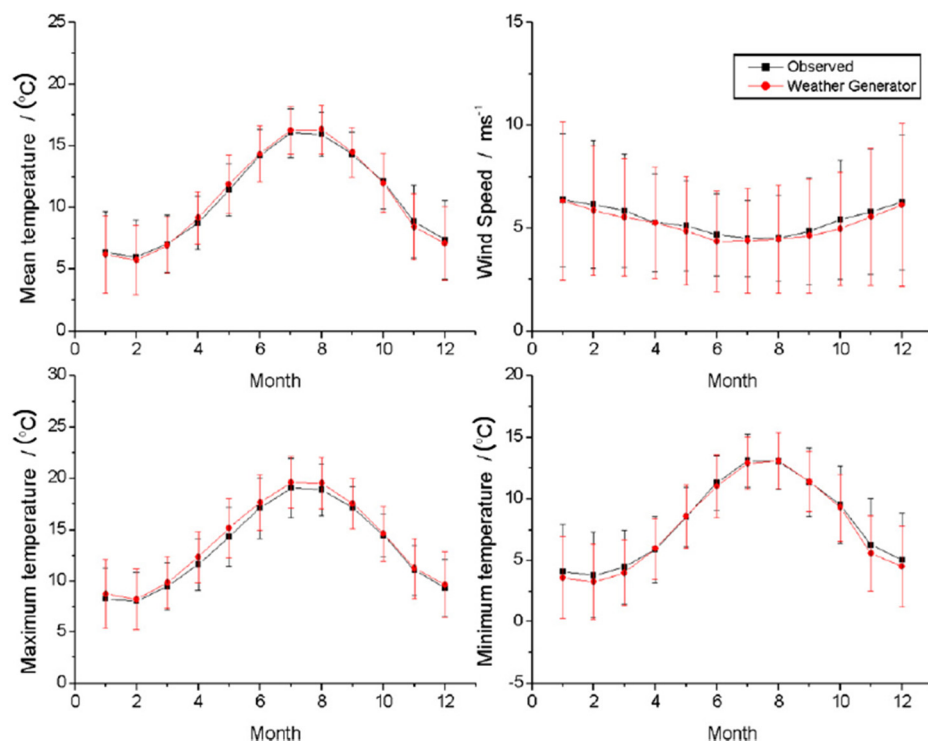 Mean temperature / (°C)
25
20
15
10
5
0
0 2 4 6 8 10 12
Month
Wind Speed / ms⁻¹
15
10
5
0
0 2 4 6 8 10 12
Month
Observed
Weather Generator
Maximum temperature / (°C)
30
25
20
15
10
5
0
0 2 4 6 8 10 12
Month
Minimum temperature / (°C)
20
15
10
5
0
-5
0 2 4 6 8 10 12
Month